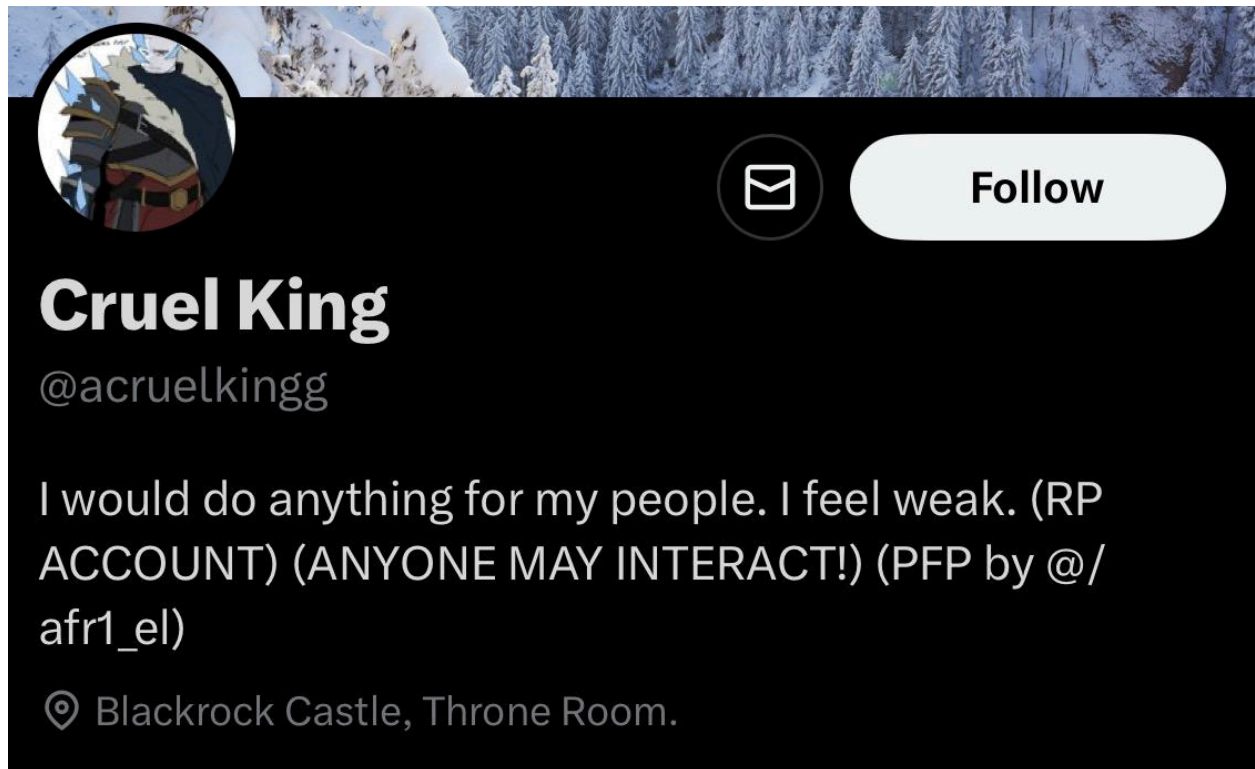 Follow
Cruel King
@acruelkingg
I would do anything for my people. I feel weak. (RP
ACCOUNT) (ANYONE MAY INTERACT!) (PFP by @/
afr1_el)
Blackrock Castle, Throne Room.